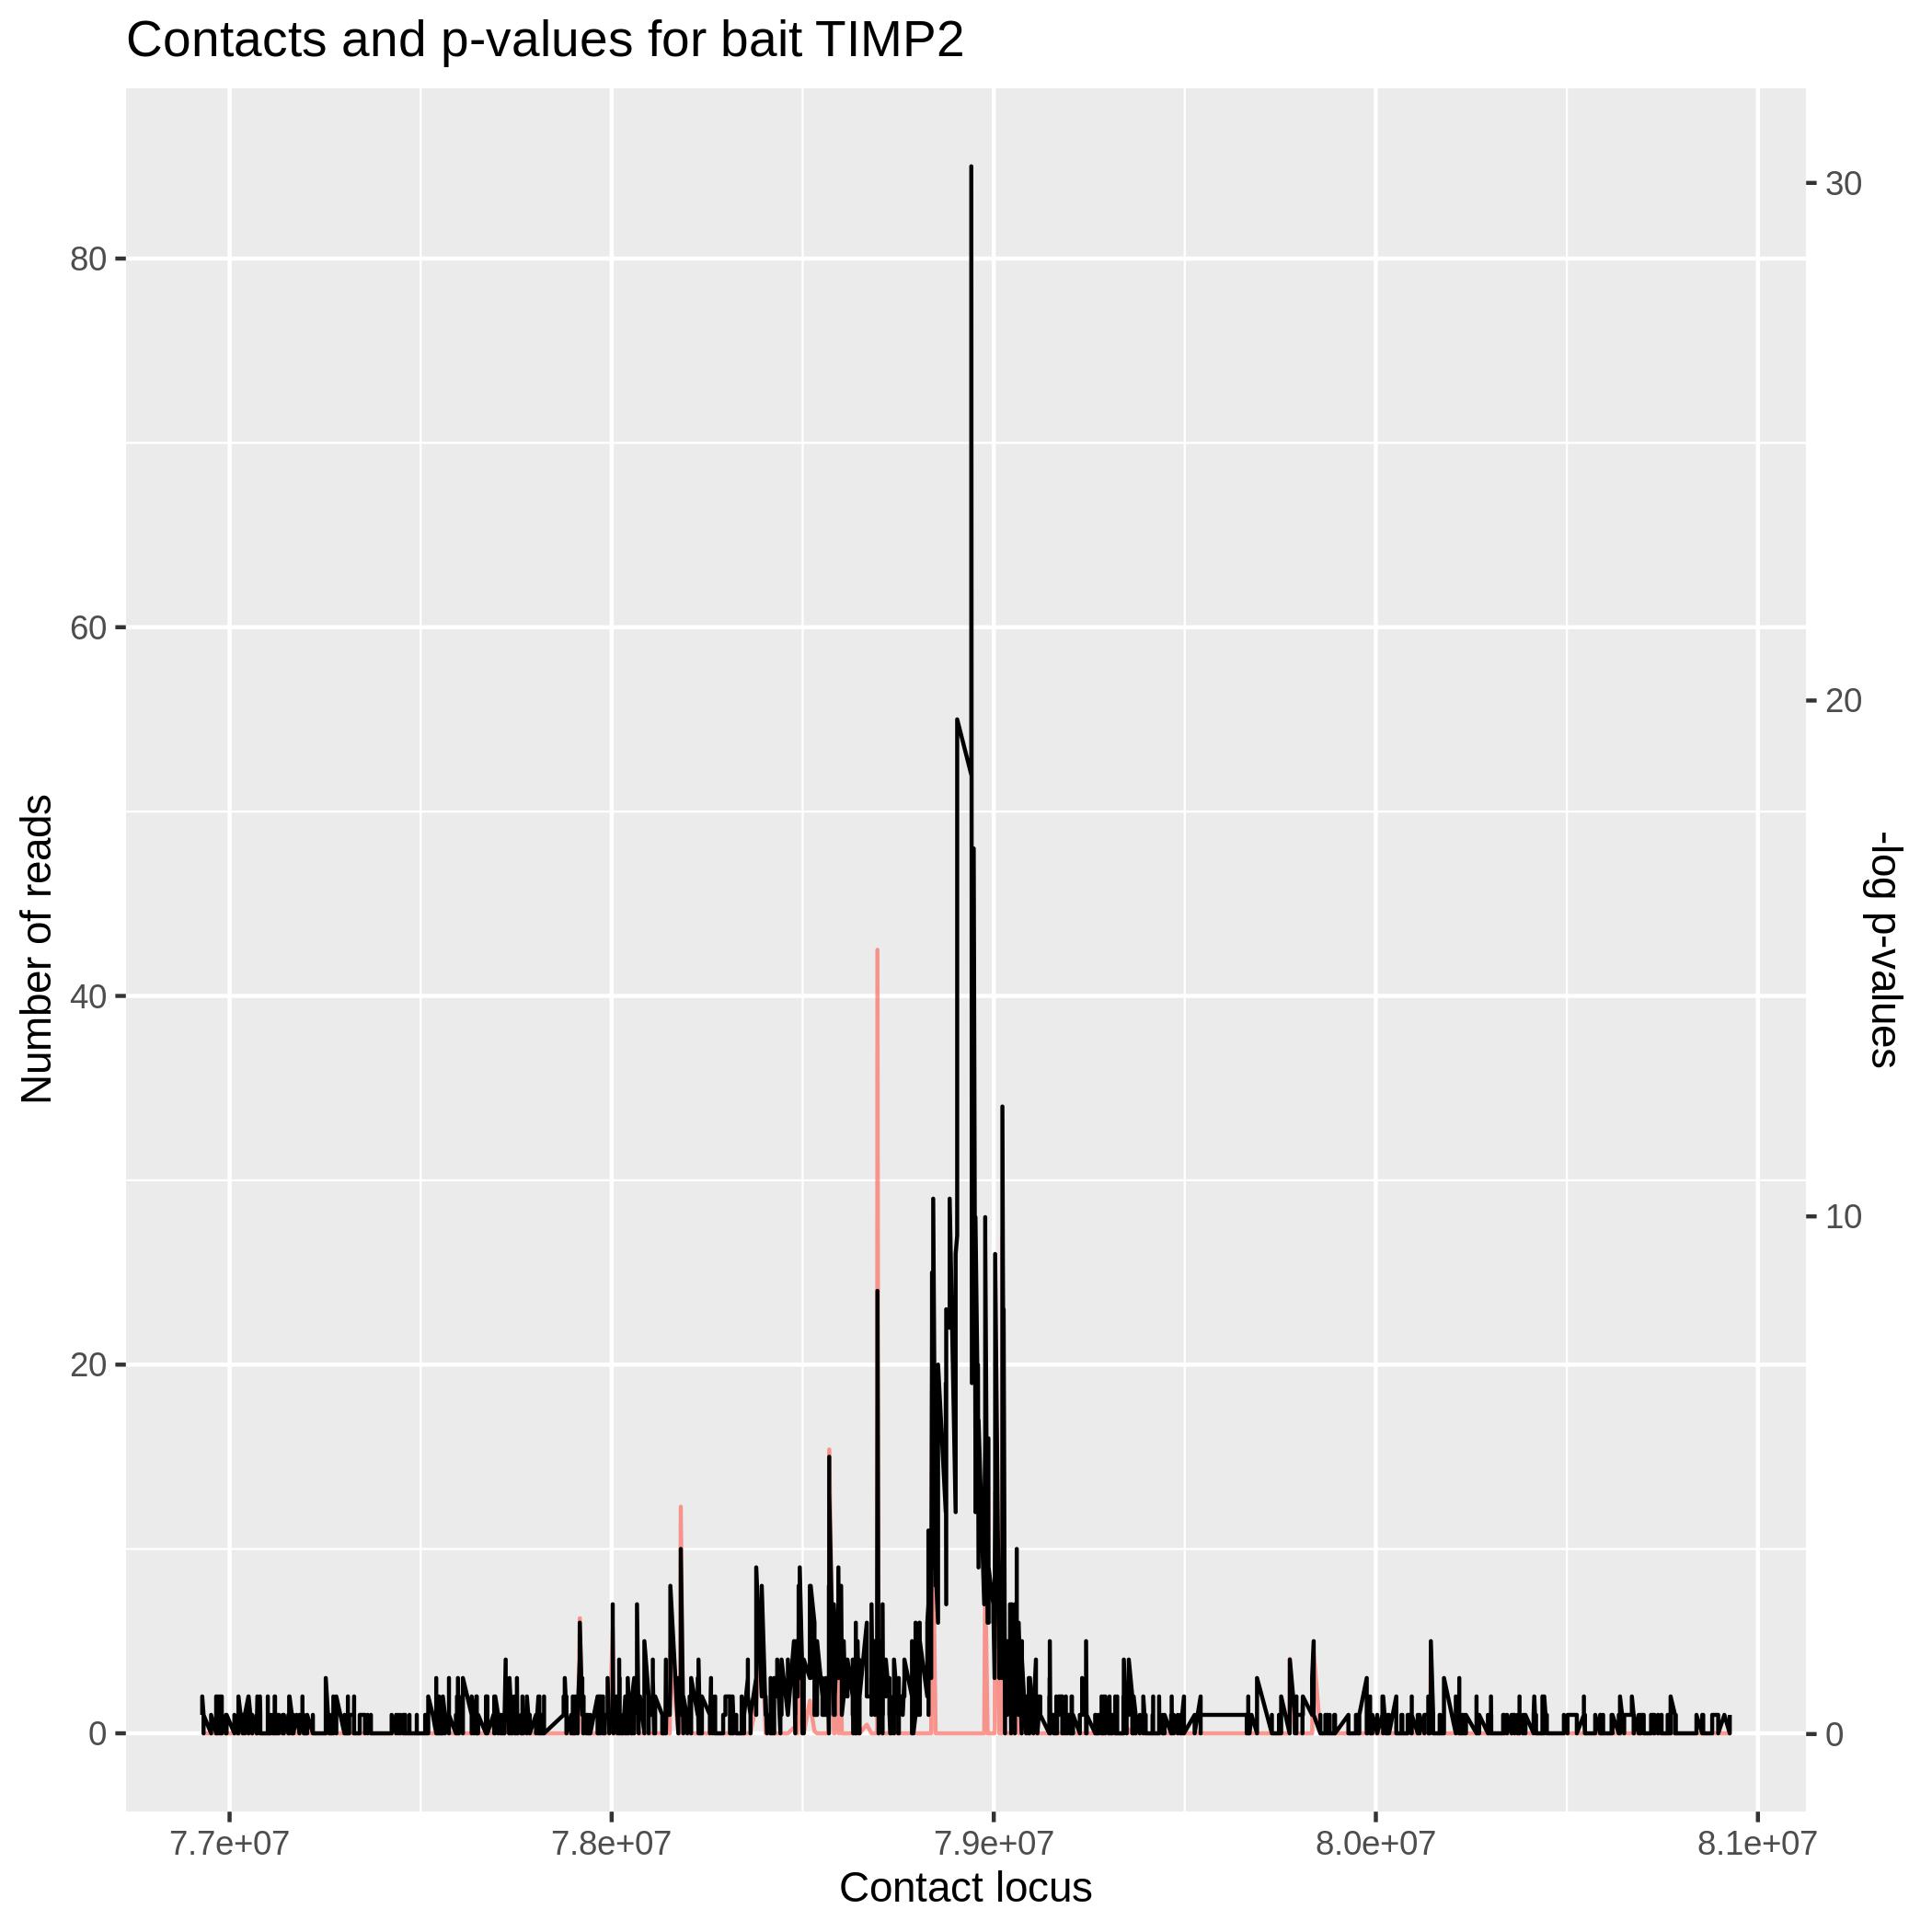 Contacts and p-values for bait TIMP2
Number of reads
80
60
40
20
0
30
20
10
0
-log p-values
7.7e+07 7.8e+07 7.9e+07 8.0e+07 8.1e+07
Contact locus